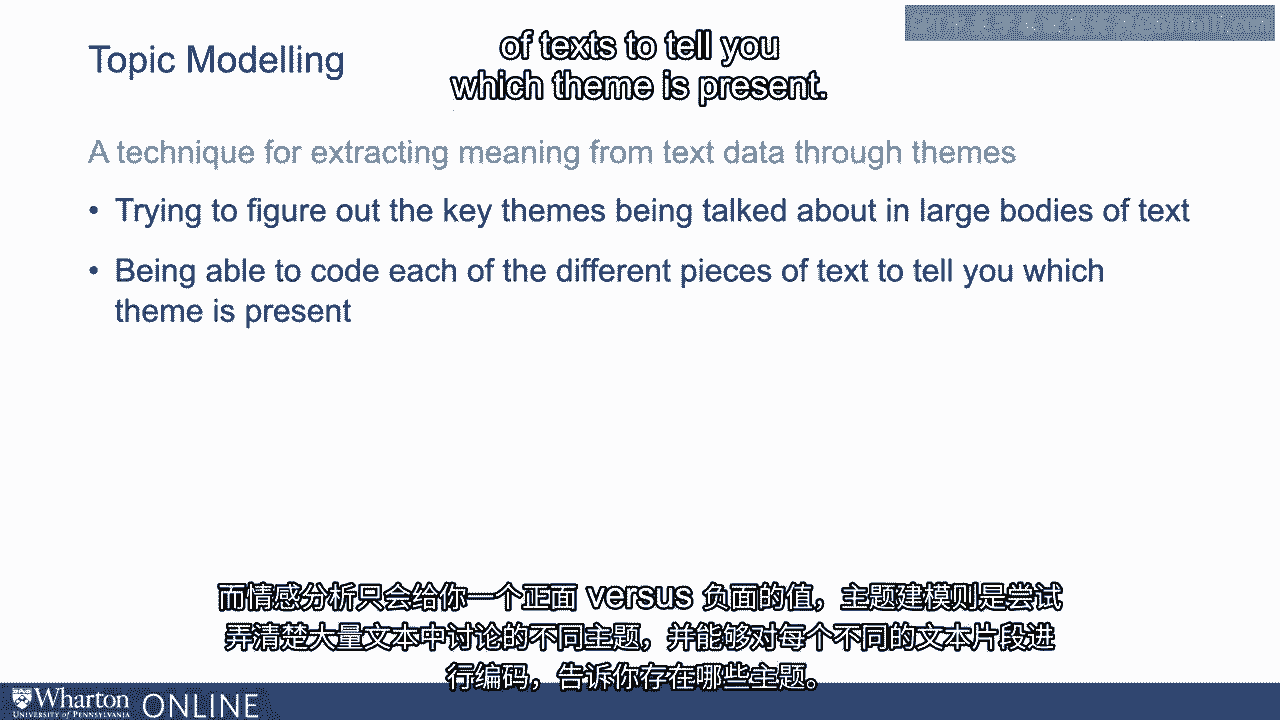 Topic Modelling
of texts to tell you
which theme is present.
A technique for extracting meaning from text data through themes
• Trying to figure out the key themes being talked about in large bodies of text
• Being able to code each of the different pieces of text to tell you which
theme is present
而情感分析只会给你一个正面 versus 负面的值，主题建模则是尝试
弄清楚大量文本中讨论的不同主题，并能够对每个不同的文本片段进
行编码，告诉你存在哪些主题。
Wharton
UNIVERSITY of PENNSYLVANIA
ONLINE